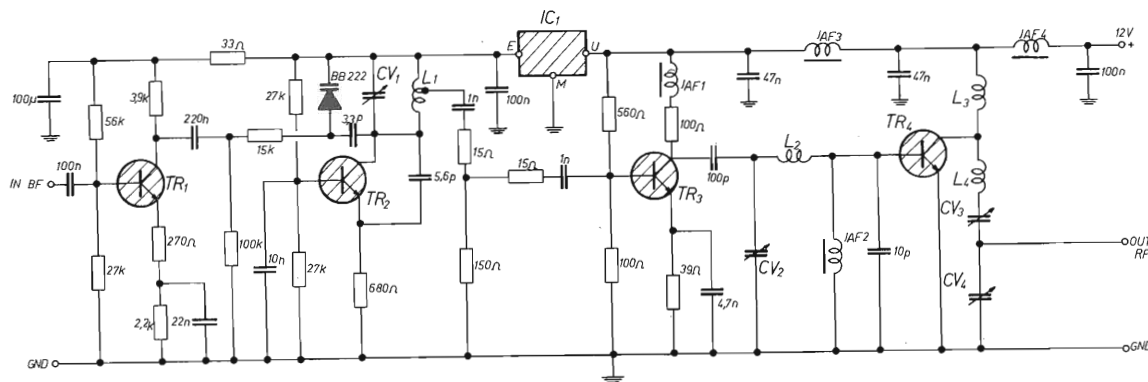 IC1
E
U
M
33Ω
BB222
CV1
L1
JAF3
JAF4
12V
+
100µ
3,9k
27k
1n
100n
JAF1
47n
47n
100n
56k
220n
33p
560Ω
100Ω
L3
15k
15Ω
L2
TR4
100n
IN BF
TR1
TR2
5,6p
15Ω
1n
TR3
100p
L4
CV3
270Ω
100k
10n
27k
150Ω
100Ω
39Ω
CV2
JAF2
10p
OUT
RF
27k
680Ω
4,7n
CV4
2,2k
22n
GND
GND